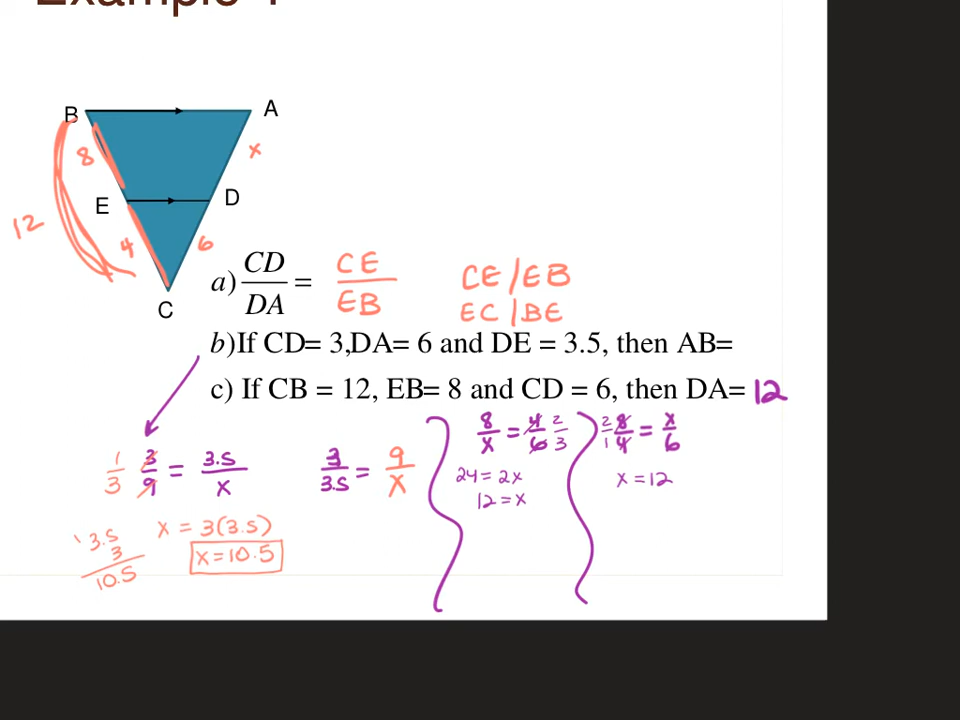 Example 4
B
A
8
x
E
D
12
4
6
C
a) CD/DA = CE/EB
CE/EB
EC/BE
b)If CD= 3,DA= 6 and DE = 3.5, then AB=
c) If CB = 12, EB= 8 and CD = 6, then DA= 12
1/3 3/9 = 3.5/x
x = 3(3.5)
x = 10.5
1 3.5
3
10.5
3/3.5 = 9/x
8/x = 4/6 2/3
24 = 2x
12 = x
2/1 8/4 = x/6
x = 12